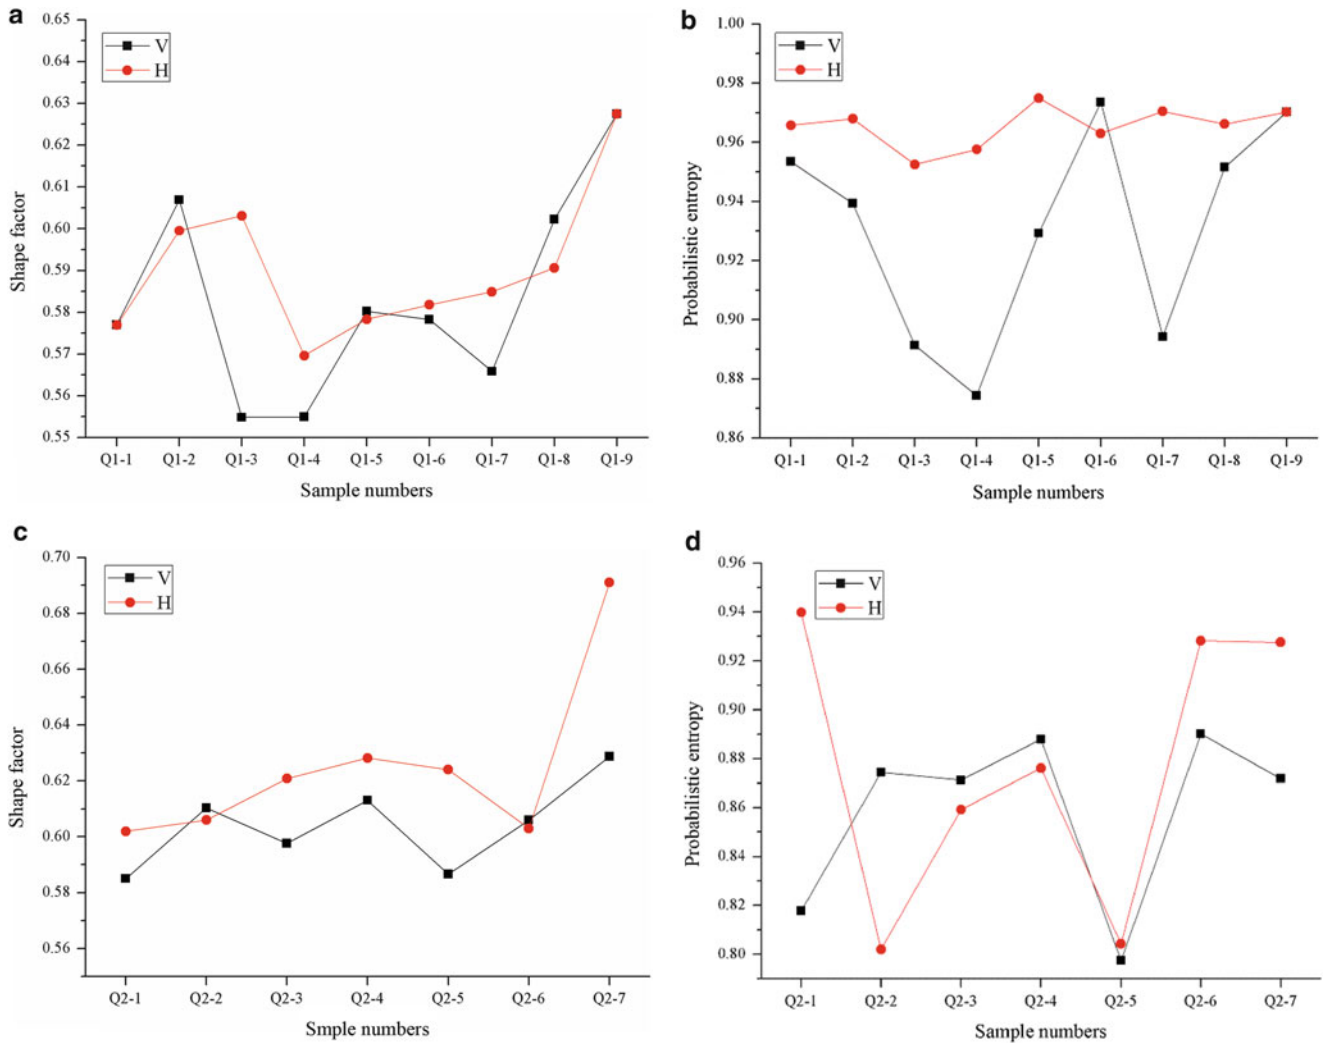 a
0.65
0.64
0.63
0.62
0.61
0.60
0.59
0.58
0.57
0.56
0.55
Shape factor
V
H
Q1-1 Q1-2 Q1-3 Q1-4 Q1-5 Q1-6 Q1-7 Q1-8 Q1-9
Sample numbers
b
1.00
0.98
0.96
0.94
0.92
0.90
0.88
0.86
Probabilistic entropy
V
H
Q1-1 Q1-2 Q1-3 Q1-4 Q1-5 Q1-6 Q1-7 Q1-8 Q1-9
Sample numbers
c
0.70
0.68
0.66
0.64
0.62
0.60
0.58
0.56
Shape factor
V
H
Q2-1 Q2-2 Q2-3 Q2-4 Q2-5 Q2-6 Q2-7
Smple numbers
d
0.96
0.94
0.92
0.90
0.88
0.86
0.84
0.82
0.80
Probabilistic entropy
V
H
Q2-1 Q2-2 Q2-3 Q2-4 Q2-5 Q2-6 Q2-7
Sample numbers